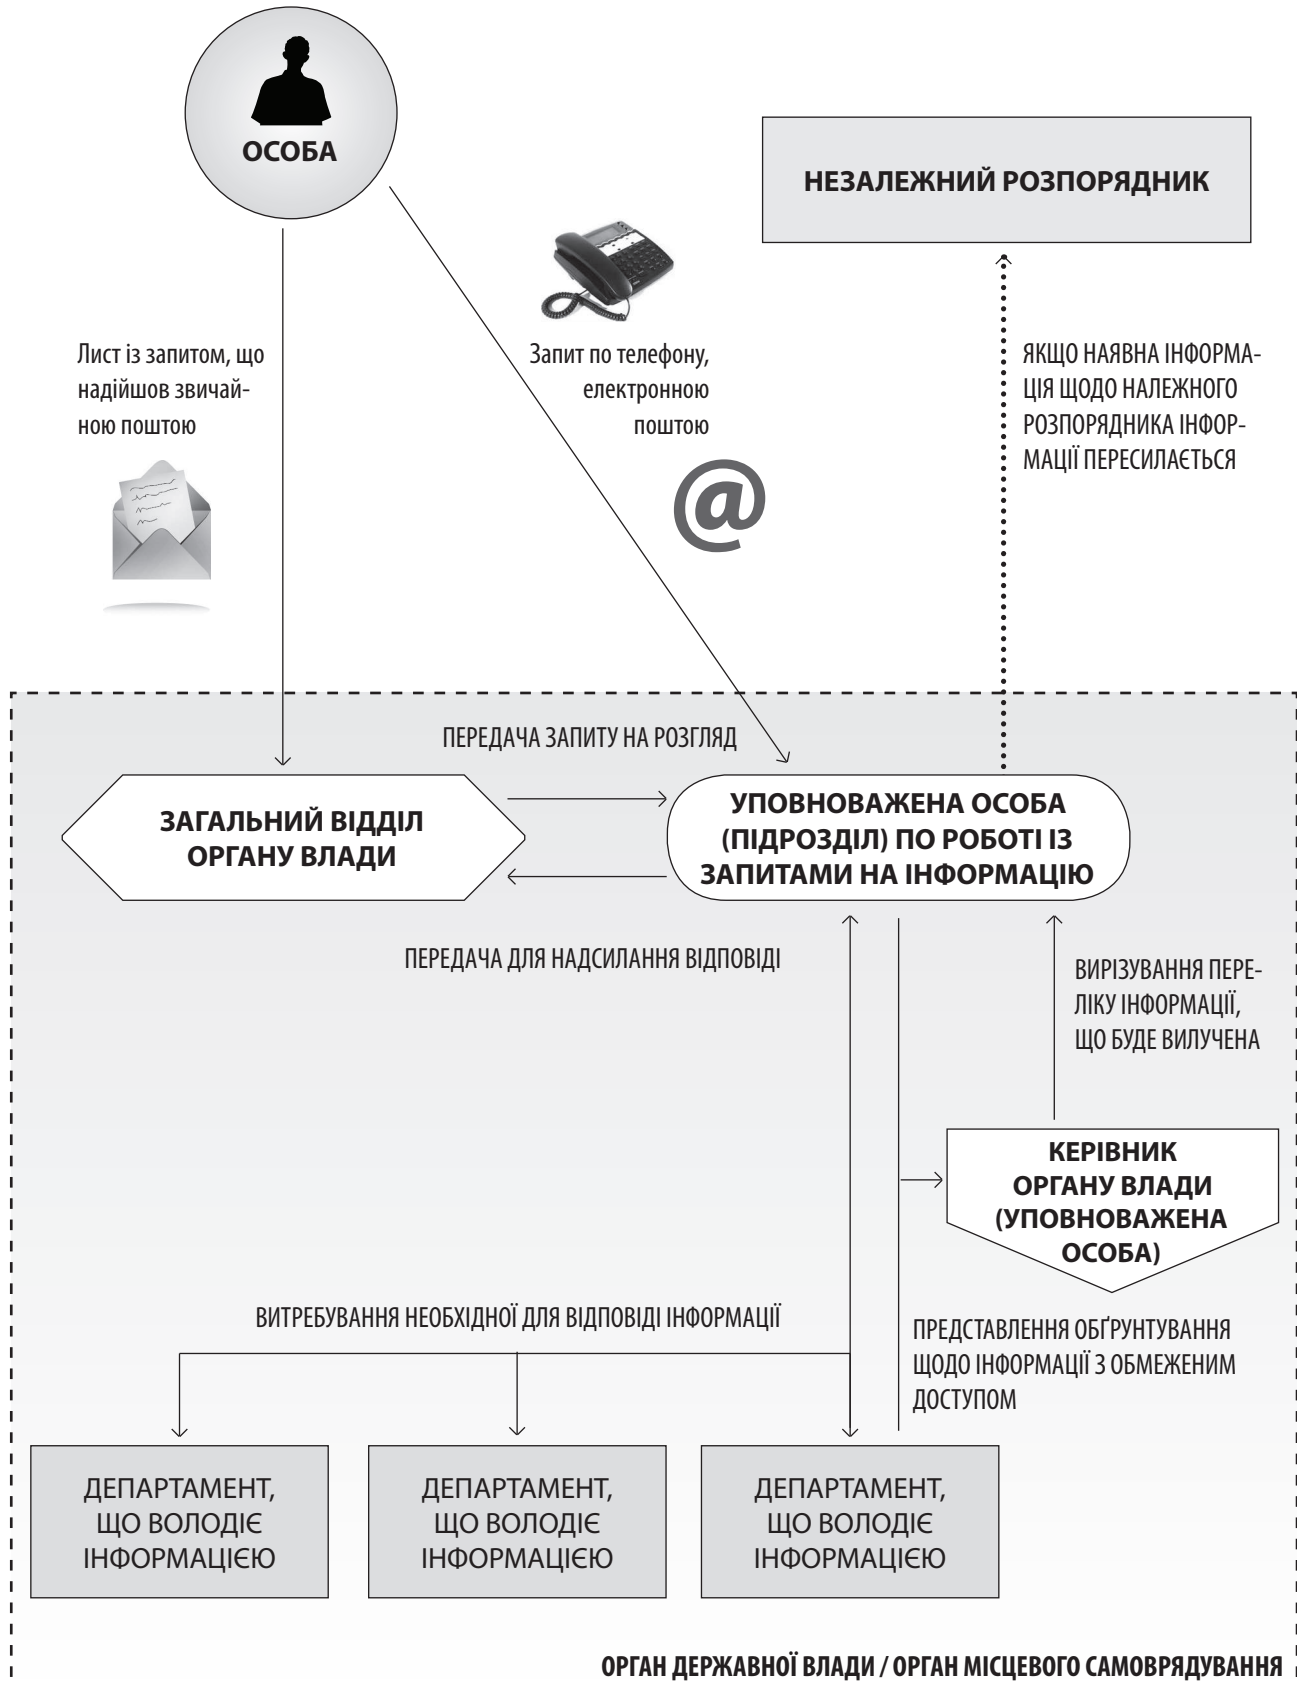 ОСОБА
НЕЗАЛЕЖНИЙ РОЗПОРЯДНИК
Лист із запитом, що
надійшов звичай-
ною поштою
Запит по телефону,
електронною
поштою
@
ЯКЩО НАЯВНА ІНФОРМА-
ЦІЯ ЩОДО НАЛЕЖНОГО
РОЗПОРЯДНИКА ІНФОР-
МАЦІЇ ПЕРЕСИЛАЄТЬСЯ
ПЕРЕДАЧА ЗАПИТУ НА РОЗГЛЯД
ЗАГАЛЬНИЙ ВІДДІЛ
ОРГАНУ ВЛАДИ
УПОВНОВАЖЕНА ОСОБА
(ПІДРОЗДІЛ) ПО РОБОТІ ІЗ
ЗАПИТАМИ НА ІНФОРМАЦІЮ
ПЕРЕДАЧА ДЛЯ НАДСИЛАННЯ ВІДПОВІДІ
ВИРІЗУВАННЯ ПЕРЕ-
ЛІКУ ІНФОРМАЦІЇ,
ЩО БУДЕ ВИЛУЧЕНА
КЕРІВНИК
ОРГАНУ ВЛАДИ
(УПОВНОВАЖЕНА
ОСОБА)
ВИТРЕБУВАННЯ НЕОБХІДНОЇ ДЛЯ ВІДПОВІДІ ІНФОРМАЦІЇ
ПРЕДСТАВЛЕННЯ ОБҐРУНТУВАННЯ
ЩОДО ІНФОРМАЦІЇ З ОБМЕЖЕНИМ
ДОСТУПОМ
ДЕПАРТАМЕНТ,
ЩО ВОЛОДІЄ
ІНФОРМАЦІЄЮ
ДЕПАРТАМЕНТ,
ЩО ВОЛОДІЄ
ІНФОРМАЦІЄЮ
ДЕПАРТАМЕНТ,
ЩО ВОЛОДІЄ
ІНФОРМАЦІЄЮ
ОРГАН ДЕРЖАВНОЇ ВЛАДИ / ОРГАН МІСЦЕВОГО САМОВРЯДУВАННЯ